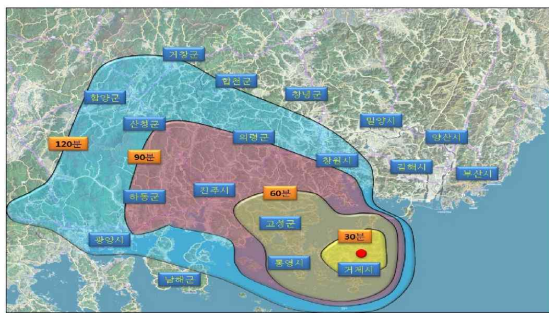 거창군
합천군
창녕군
함양군
밀양시
산청군
의령군
양산시
120분
90분
창원시
김해시
부산시
하동군
진주시
60분
고성군
30분
광양시
통영시
거제시
남해군